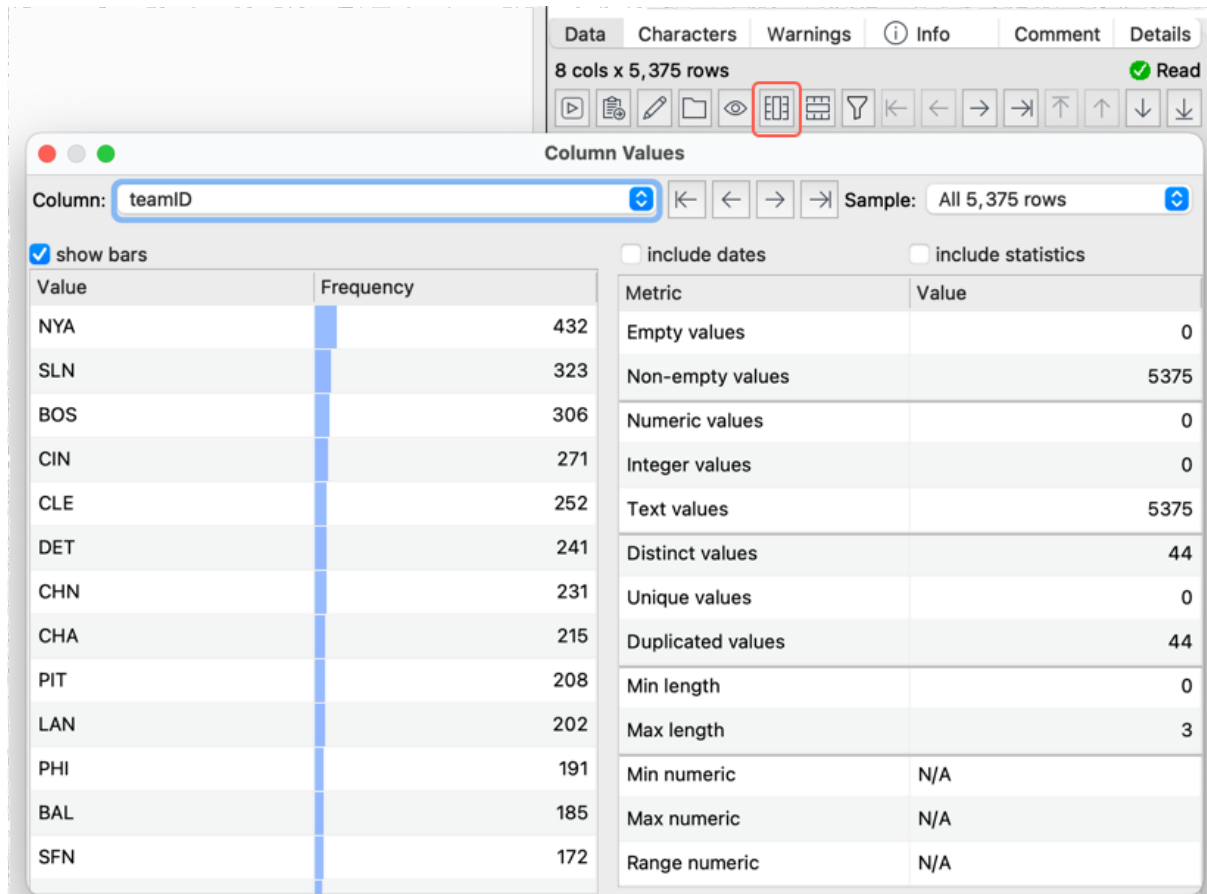 Data Characters Warnings Info Comment Details
8 cols x 5,375 rows Read
Column Values
Column: teamID Sample: All 5,375 rows
show bars include dates include statistics
Value Frequency
NYA 432
SLN 323
BOS 306
CIN 271
CLE 252
DET 241
CHN 231
CHA 215
PIT 208
LAN 202
PHI 191
BAL 185
SFN 172
Metric Value
Empty values 0
Non-empty values 5375
Numeric values 0
Integer values 0
Text values 5375
Distinct values 44
Unique values 0
Duplicated values 44
Min length 0
Max length 3
Min numeric N/A
Max numeric N/A
Range numeric N/A